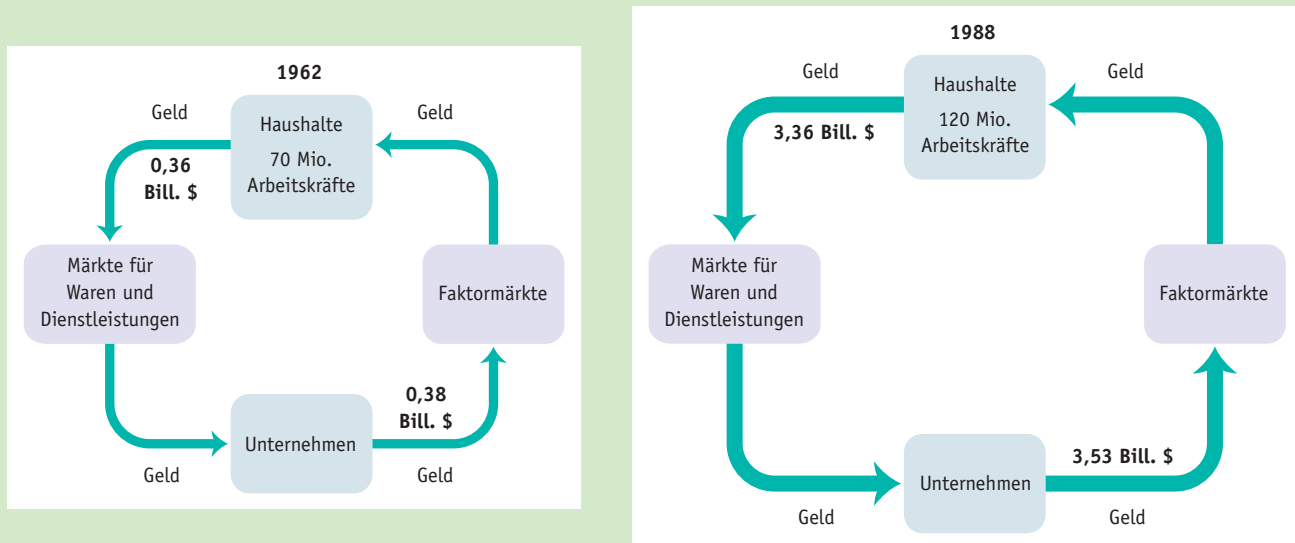 1962
Geld
Geld
Haushalte
70 Mio.
Arbeitskräfte
0,36
Bill. $
Märkte für
Waren und
Dienstleistungen
Faktormärkte
0,38
Bill. $
Unternehmen
Geld
Geld
1988
Geld
Geld
Haushalte
120 Mio.
Arbeitskräfte
3,36 Bill. $
Märkte für
Waren und
Dienstleistungen
Faktormärkte
3,53 Bill. $
Unternehmen
Geld
Geld